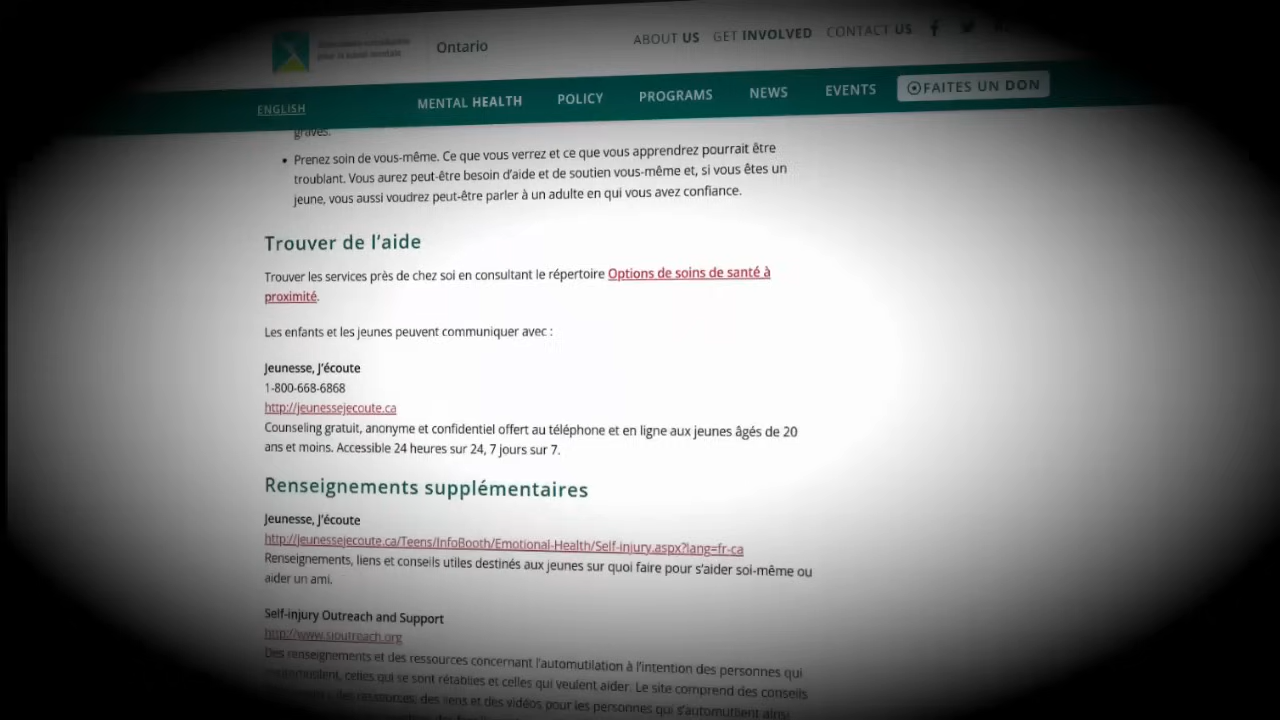 Ontario
ABOUT US GET INVOLVED CONTACT US
ENGLISH MENTAL HEALTH POLICY PROGRAMS NEWS EVENTS FAITES UN DON
graves.
• Prenez soin de vous-même. Ce que vous verrez et ce que vous apprendrez pourrait être
troublant. Vous aurez peut-être besoin d'aide et de soutien vous-même et, si vous êtes un
jeune, vous aussi voudrez peut-être parler à un adulte en qui vous avez confiance.
Trouver de l'aide
Trouver les services près de chez soi en consultant le répertoire Options de soins de santé à
proximité.
Les enfants et les jeunes peuvent communiquer avec :
Jeunesse, J'écoute
1-800-668-6868
http://jeunessejecoute.ca
Counseling gratuit, anonyme et confidentiel offert au téléphone et en ligne aux jeunes âgés de 20
ans et moins. Accessible 24 heures sur 24, 7 jours sur 7.
Renseignements supplémentaires
Jeunesse, J'écoute
http://jeunessejecoute.ca/Teens/InfoBooth/Emotional-Health/Self-injury.aspx?lang=fr-ca
Renseignements, liens et conseils utiles destinés aux jeunes sur quoi faire pour s'aider soi-même ou
aider un ami.
Self-injury Outreach and Support
http://www.sioutreach.org
Des renseignements et des ressources concernant l'automutilation à l'intention des personnes qui
s'automutilent, celles qui se sont rétablies et celles qui veulent aider. Le site comprend des conseils
des ressources, des liens et des vidéos pour les personnes qui s'automutilent ainsi